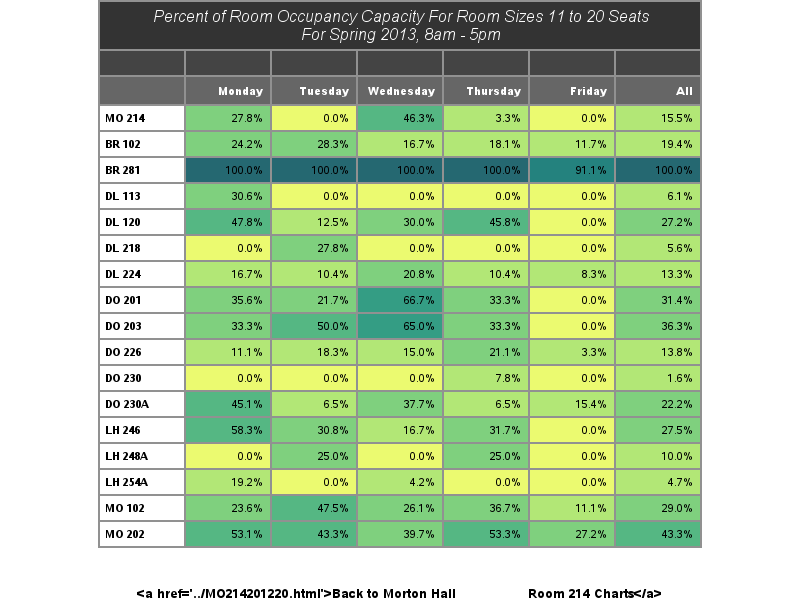 Percent of Room Occupancy Capacity For Room Sizes 11 to 20 Seats
For Spring 2013, 8am - 5pm
Monday Tuesday Wednesday Thursday Friday All
MO 214 27.8% 0.0% 46.3% 3.3% 0.0% 15.5%
BR 102 24.2% 28.3% 16.7% 18.1% 11.7% 19.4%
BR 281 100.0% 100.0% 100.0% 100.0% 91.1% 100.0%
DL 113 30.6% 0.0% 0.0% 0.0% 0.0% 6.1%
DL 120 47.8% 12.5% 30.0% 45.8% 0.0% 27.2%
DL 218 0.0% 27.8% 0.0% 0.0% 0.0% 5.6%
DL 224 16.7% 10.4% 20.8% 10.4% 8.3% 13.3%
DO 201 35.6% 21.7% 66.7% 33.3% 0.0% 31.4%
DO 203 33.3% 50.0% 65.0% 33.3% 0.0% 36.3%
DO 226 11.1% 18.3% 15.0% 21.1% 3.3% 13.8%
DO 230 0.0% 0.0% 0.0% 7.8% 0.0% 1.6%
DO 230A 45.1% 6.5% 37.7% 6.5% 15.4% 22.2%
LH 246 58.3% 30.8% 16.7% 31.7% 0.0% 27.5%
LH 248A 0.0% 25.0% 0.0% 25.0% 0.0% 10.0%
LH 254A 19.2% 0.0% 4.2% 0.0% 0.0% 4.7%
MO 102 23.6% 47.5% 26.1% 36.7% 11.1% 29.0%
MO 202 53.1% 43.3% 39.7% 53.3% 27.2% 43.3%
<a href='../MO214201220.html'>Back to Morton Hall Room 214 Charts</a>